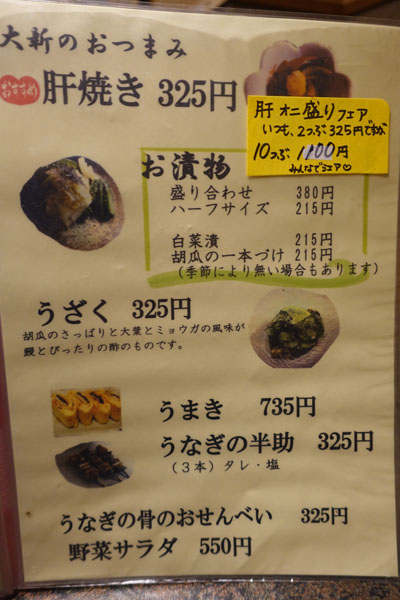 大新のおつまみ
おすすめ
肝焼き 325円
肝オニ盛りフェア
いつも、2つぶ325円ですが
10つぶ 1100円
みんなでシェア♡
お漬物
盛り合わせ 380円
ハーフサイズ 215円
白菜漬 215円
胡瓜の一本づけ 215円
(季節により無い場合もあります)
うざく 325円
胡瓜のさっぱりと大葉とミョウガの風味が
鰻とぴったりの酢のものです。
うまき 735円
うなぎの半助 325円
(3本)タレ・塩
うなぎの骨のおせんべい 325円
野菜サラダ 550円